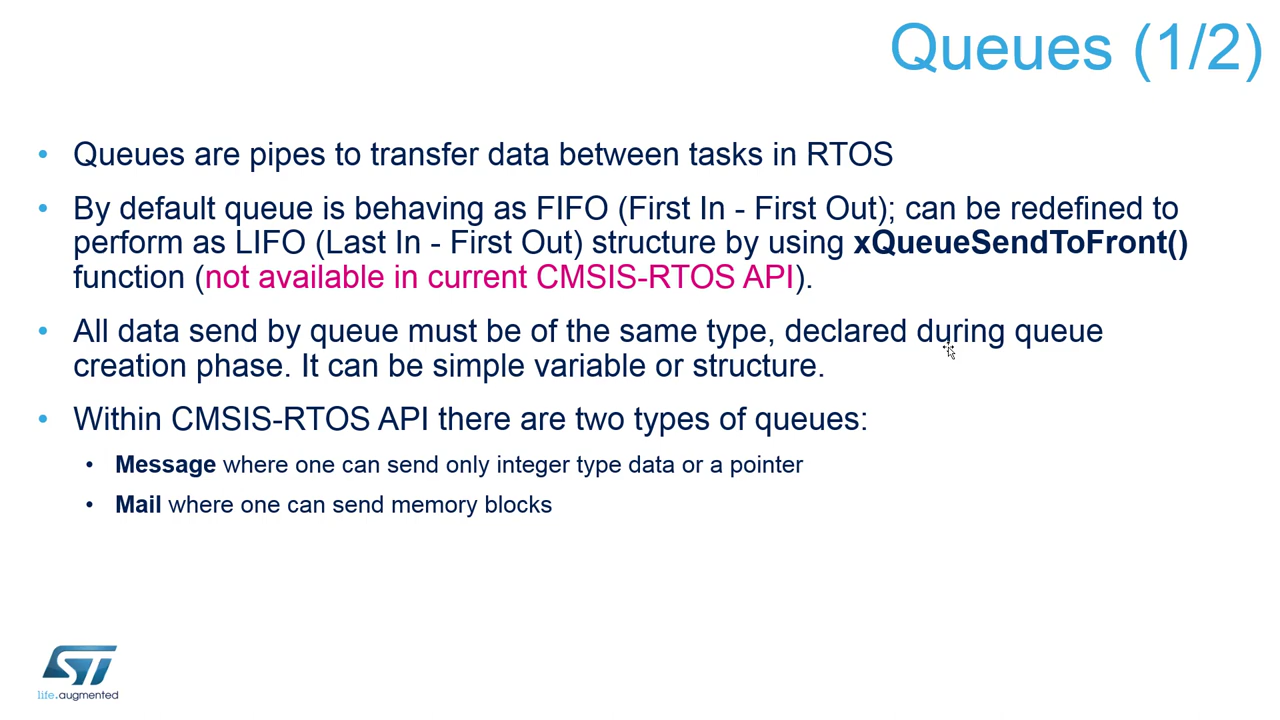 Queues (1/2)
• Queues are pipes to transfer data between tasks in RTOS
• By default queue is behaving as FIFO (First In - First Out); can be redefined to
perform as LIFO (Last In - First Out) structure by using xQueueSendToFront()
function (not available in current CMSIS-RTOS API).
• All data send by queue must be of the same type, declared during queue
creation phase. It can be simple variable or structure.
• Within CMSIS-RTOS API there are two types of queues:
• Message where one can send only integer type data or a pointer
• Mail where one can send memory blocks
ST
life.augmented